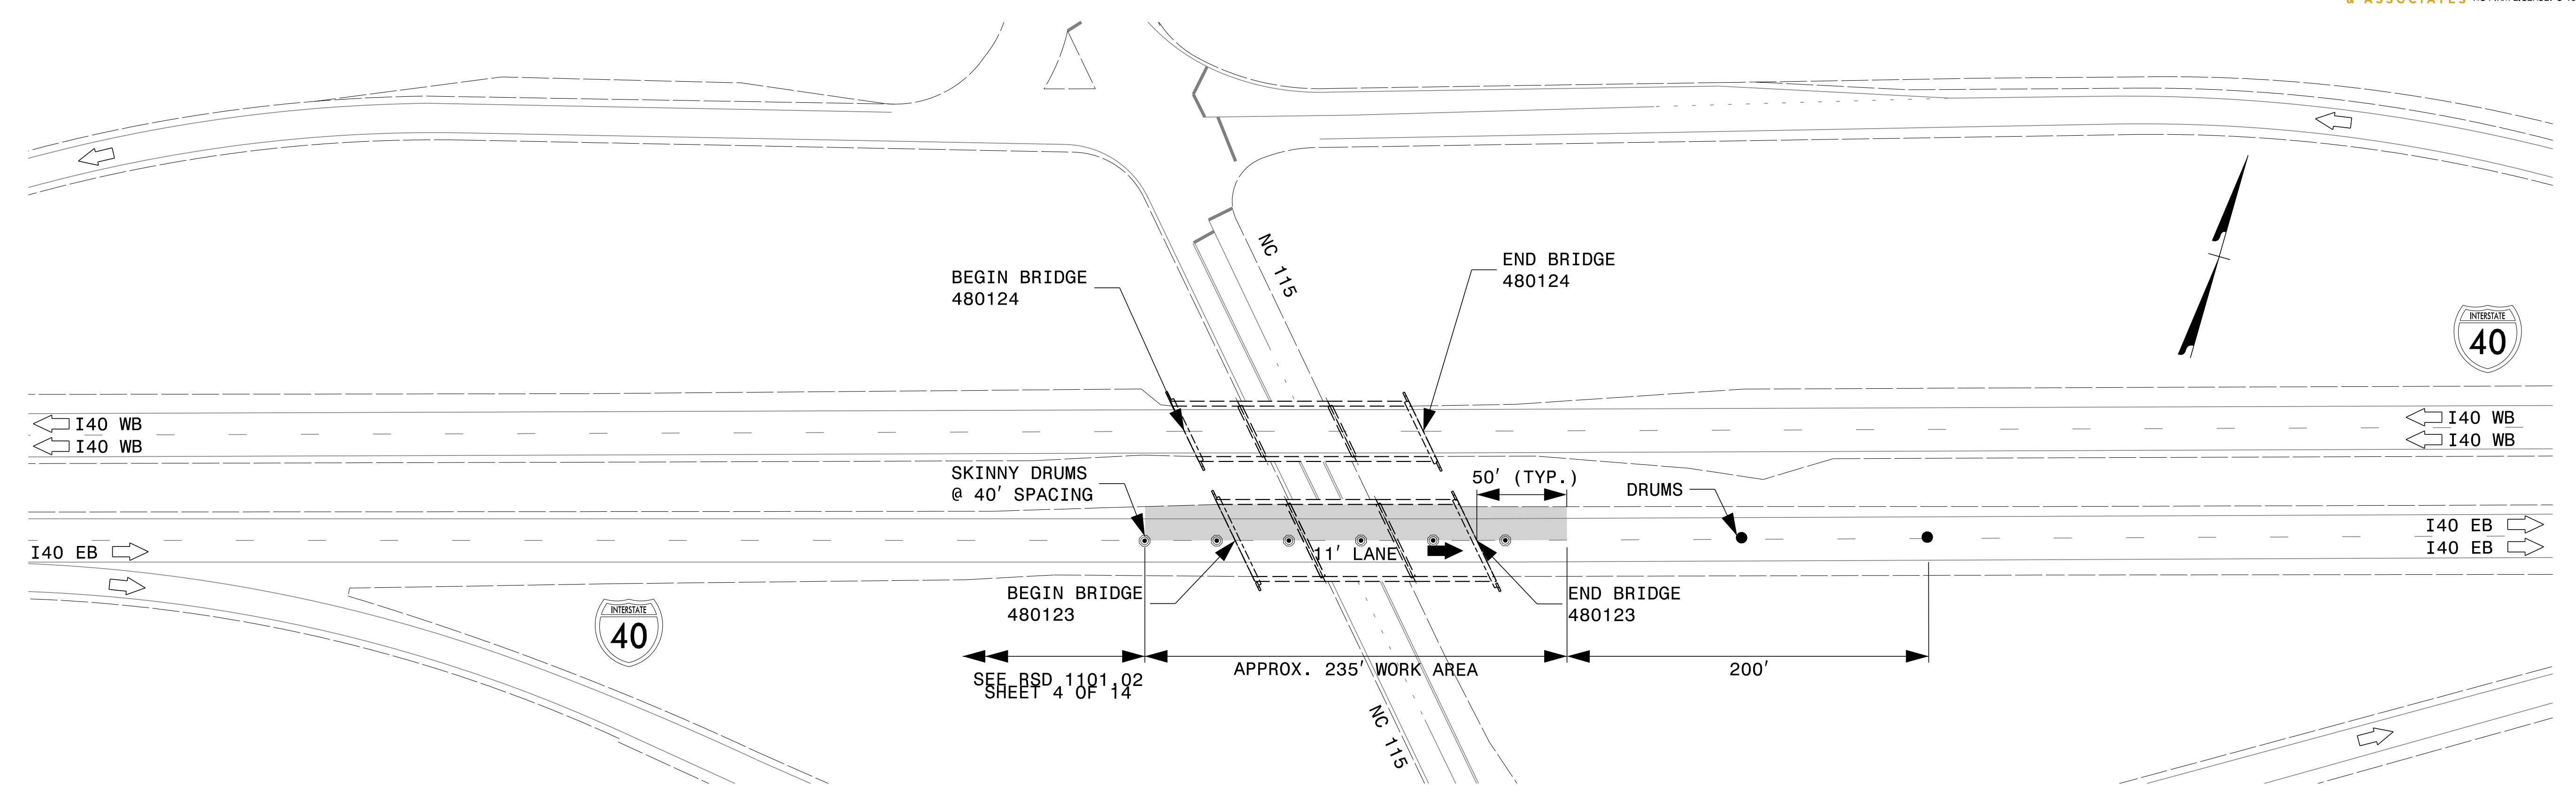 & ASSOCIATES
NC 115
BEGIN BRIDGE
480124
END BRIDGE
480124
INTERSTATE
40
I40 WB
I40 WB
I40 WB
I40 WB
SKINNY DRUMS
@ 40' SPACING
50' (TYP.)
DRUMS
I40 EB
11' LANE
I40 EB
I40 EB
BEGIN BRIDGE
480123
END BRIDGE
480123
INTERSTATE
40
SEE RSD 1101.02
SHEET 4 OF 14
APPROX. 235' WORK AREA
200'
NC 115